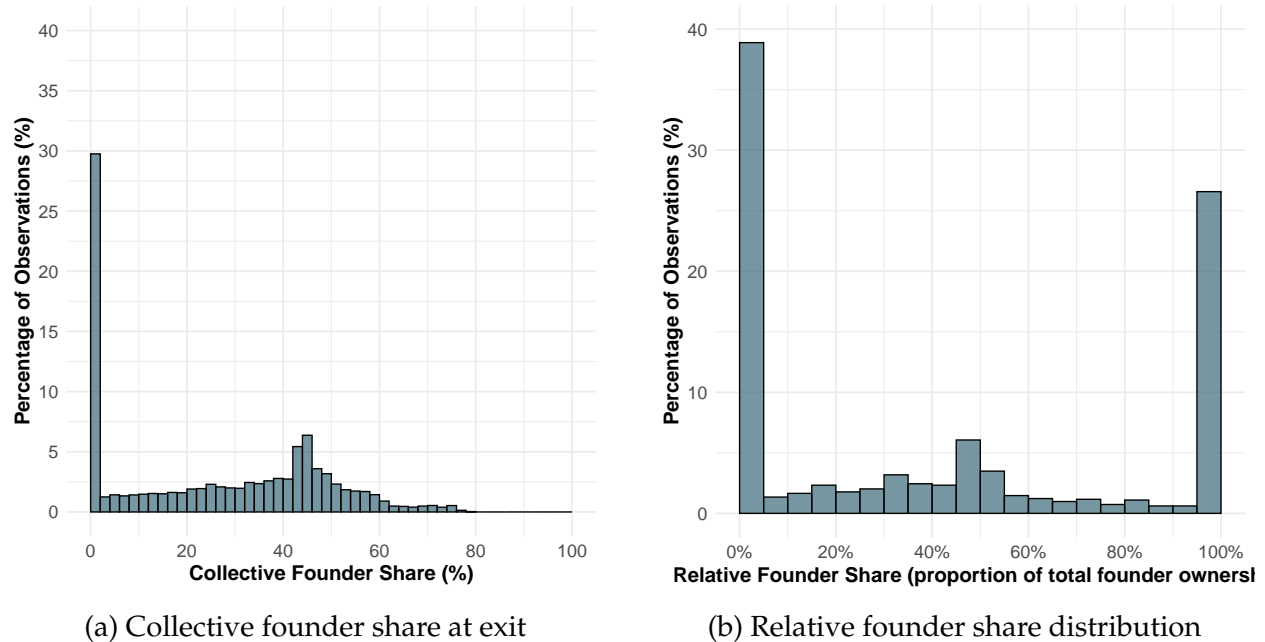 Percentage of Observations (%)
40
35
30
25
20
15
10
5
0
0 20 40 60 80 100
Collective Founder Share (%)
(a) Collective founder share at exit
Percentage of Observations (%)
40
30
20
10
0
0% 20% 40% 60% 80% 100%
Relative Founder Share (proportion of total founder ownersh
(b) Relative founder share distribution